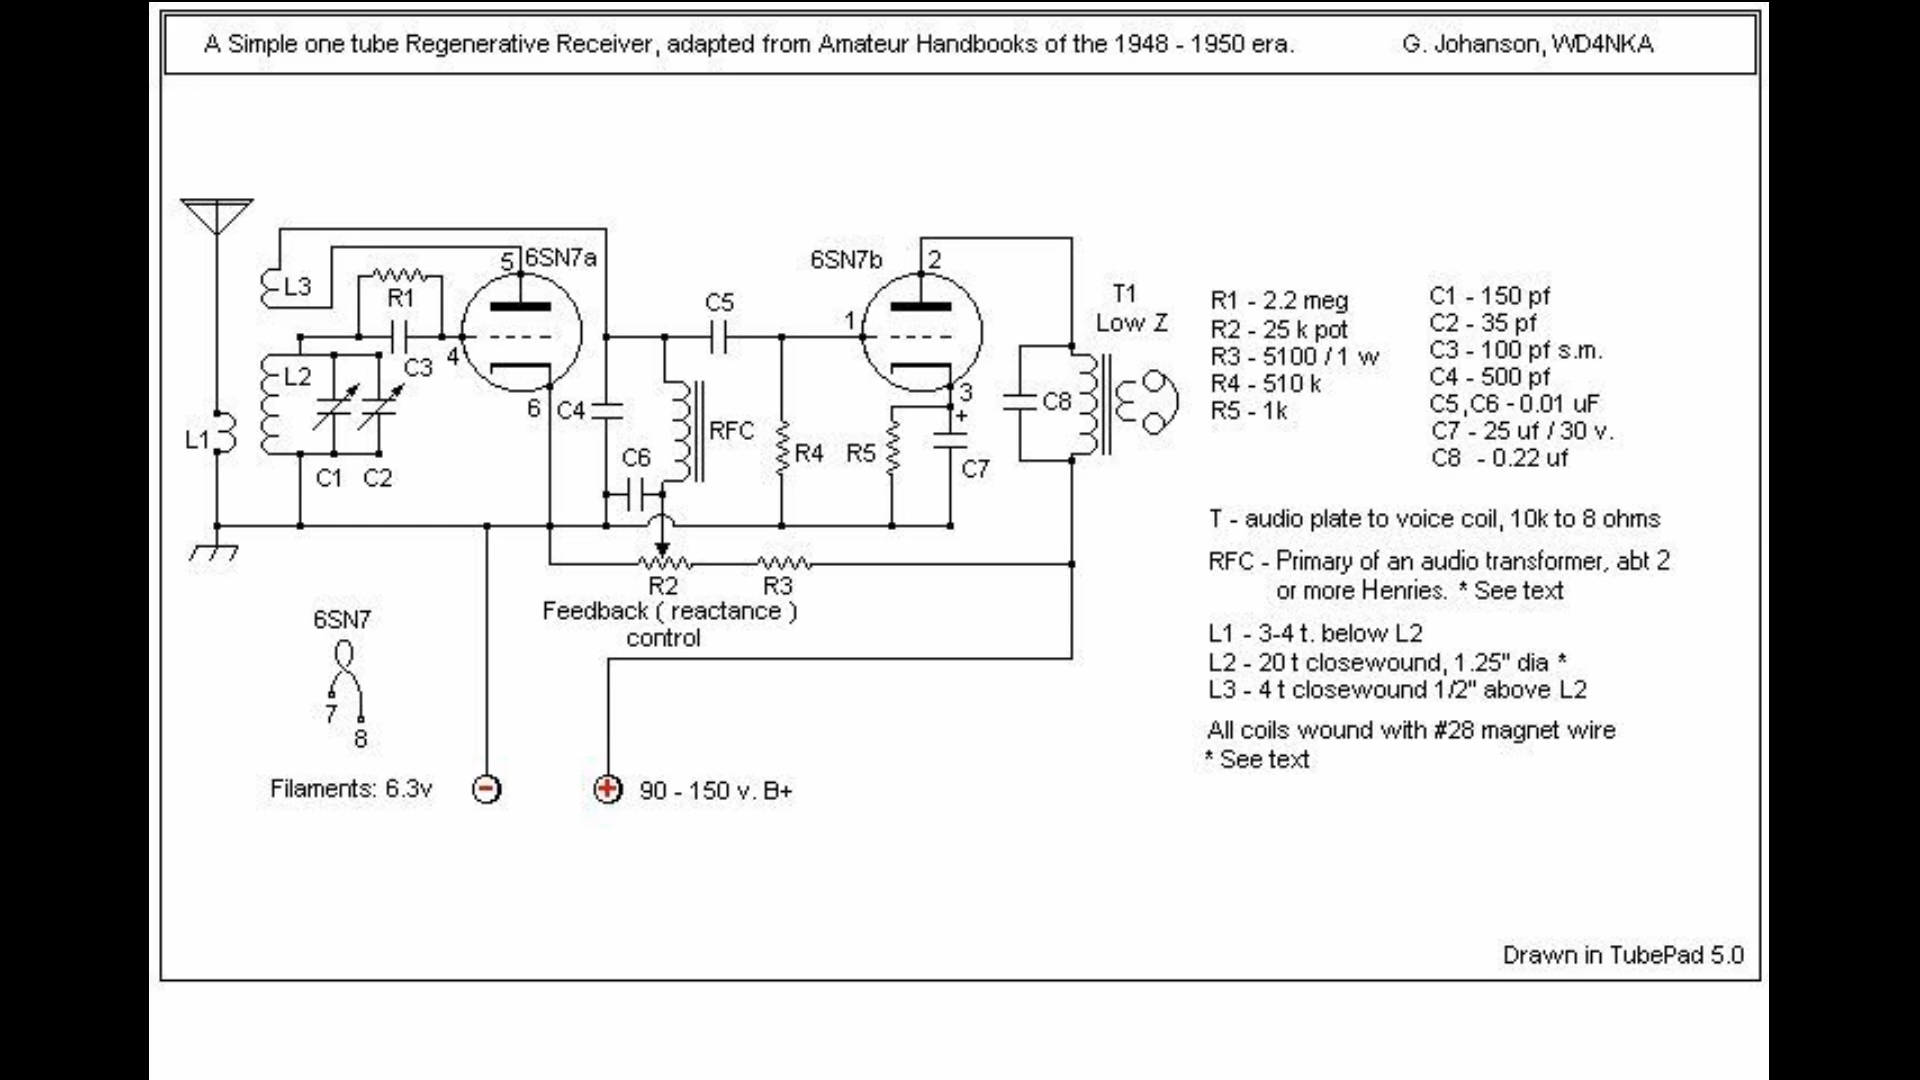 A Simple one tube Regenerative Receiver, adapted from Amateur Handbooks of the 1948 - 1950 era. G. Johanson, WD4NKA
L3
R1
5
6SN7a
C3
4
6
L2
C1
C2
L1
C4
C6
RFC
C5
R4
6SN7b
2
1
3
+
R5
C7
C8
T1
Low Z
R2
R3
Feedback ( reactance )
control
6SN7
7
8
Filaments: 6.3v
-
+
90 - 150 v. B+
R1 - 2.2 meg
R2 - 25 k pot
R3 - 5100 / 1 w
R4 - 510 k
R5 - 1k
C1 - 150 pf
C2 - 35 pf
C3 - 100 pf s.m.
C4 - 500 pf
C5,C6 - 0.01 uF
C7 - 25 uf / 30 v.
C8 - 0.22 uf
T - audio plate to voice coil, 10k to 8 ohms
RFC - Primary of an audio transformer, abt 2
or more Henries. * See text
L1 - 3-4 t. below L2
L2 - 20 t closewound, 1.25" dia *
L3 - 4 t closewound 1/2" above L2
All coils wound with #28 magnet wire
* See text
Drawn in TubePad 5.0